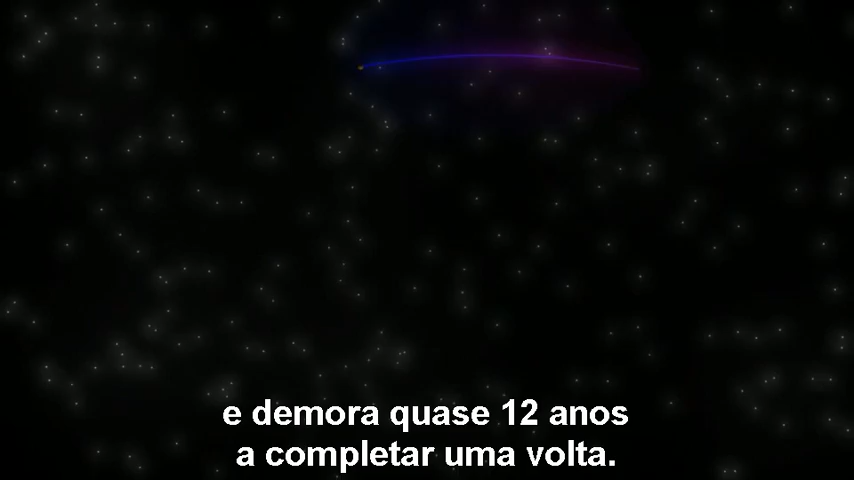 e demora quase 12 anos
a completar uma volta.